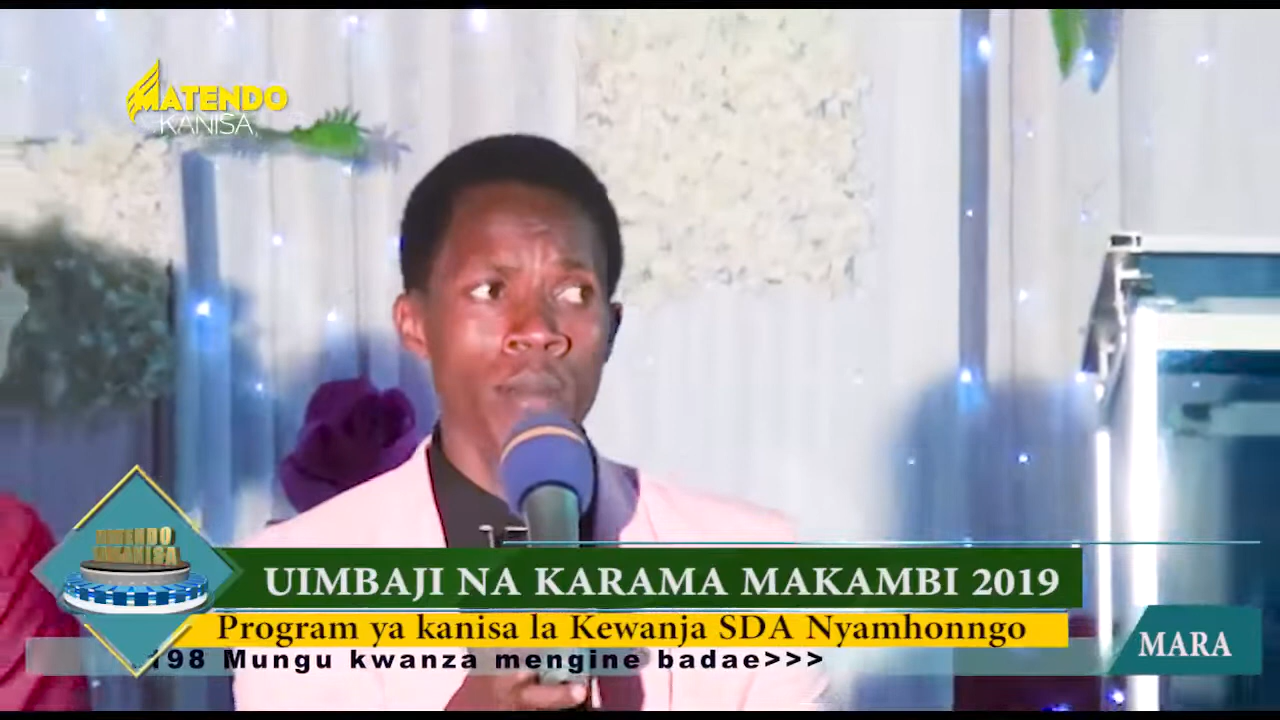 MATENDO
KANISA
UIMBAJI NA KARAMA MAKAMBI 2019
Program ya kanisa la Kewanja SDA Nyamhonngo
198 Mungu kwanza mengine badae>>>
MARA